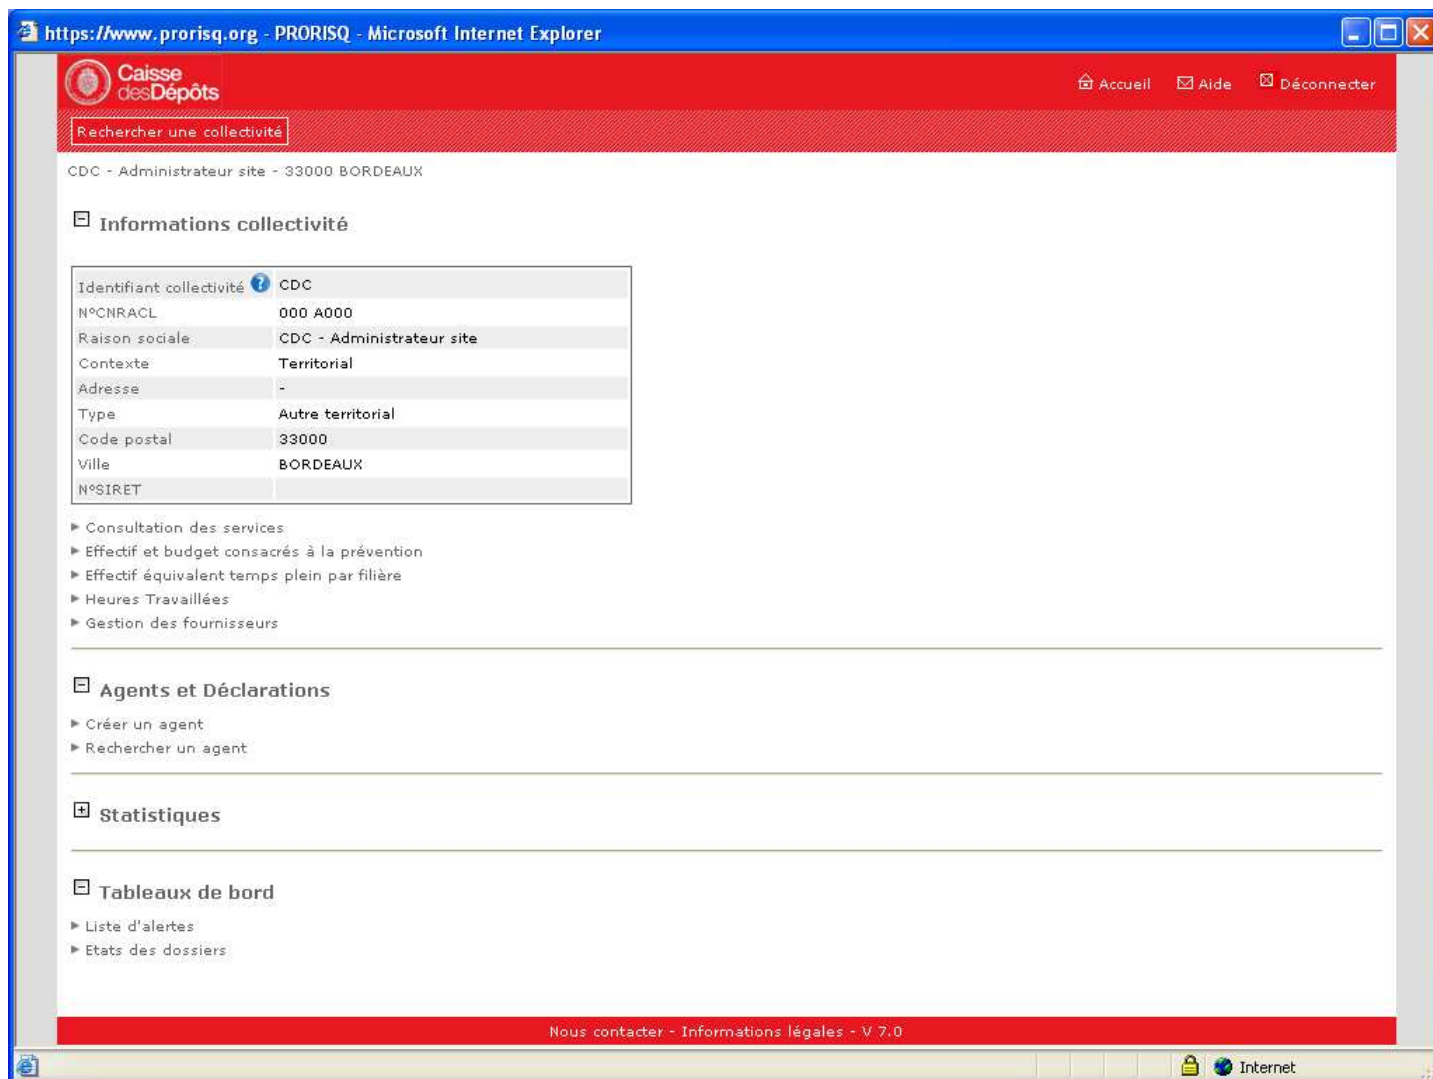 https://www.prorisq.org - PRORISQ - Microsoft Internet Explorer
Caisse
desDépôts
Accueil Aide Déconnecter
Rechercher une collectivité
CDC - Administrateur site - 33000 BORDEAUX
Informations collectivité
Identifiant collectivité ? CDC
N°CNRACL 000 A000
Raison sociale CDC - Administrateur site
Contexte Territorial
Adresse -
Type Autre territorial
Code postal 33000
Ville BORDEAUX
N°SIRET
Consultation des services
Effectif et budget consacrés à la prévention
Effectif équivalent temps plein par filière
Heures Travaillées
Gestion des fournisseurs
Agents et Déclarations
Créer un agent
Rechercher un agent
Statistiques
Tableaux de bord
Liste d'alertes
Etats des dossiers
Nous contacter - Informations légales - V 7.0
Internet